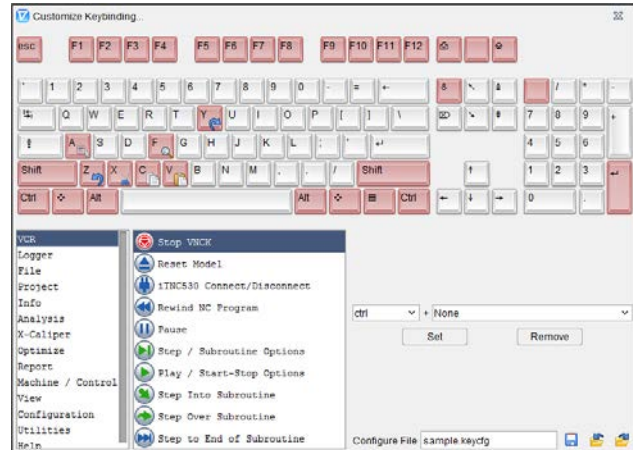 Customize Keybinding...
esc F1 F2 F3 F4 F5 F6 F7 F8 F9 F10 F11 F12
` 1 2 3 4 5 6 7 8 9 0 - = / * -
Q W E R T Y U I O P [ ] \ 7 8 9 +
A S D F G H J K L ; ' 4 5 6
Shift Z X C V B N M , . / Shift 1 2 3
Ctrl Alt Alt Ctrl 0 .
VCR
Logger
File
Project
Info
Analysis
X-Caliper
Optimize
Report
Machine / Control
View
Configuration
Utilities
Help
Stop VNCK
Reset Model
iTNC530 Connect/Disconnect
Rewind NC Program
Pause
Step / Subroutine Options
Play / Start-Stop Options
Step Into Subroutine
Step Over Subroutine
Step to End of Subroutine
ctrl + None
Set Remove
Configure File sample.keycfg